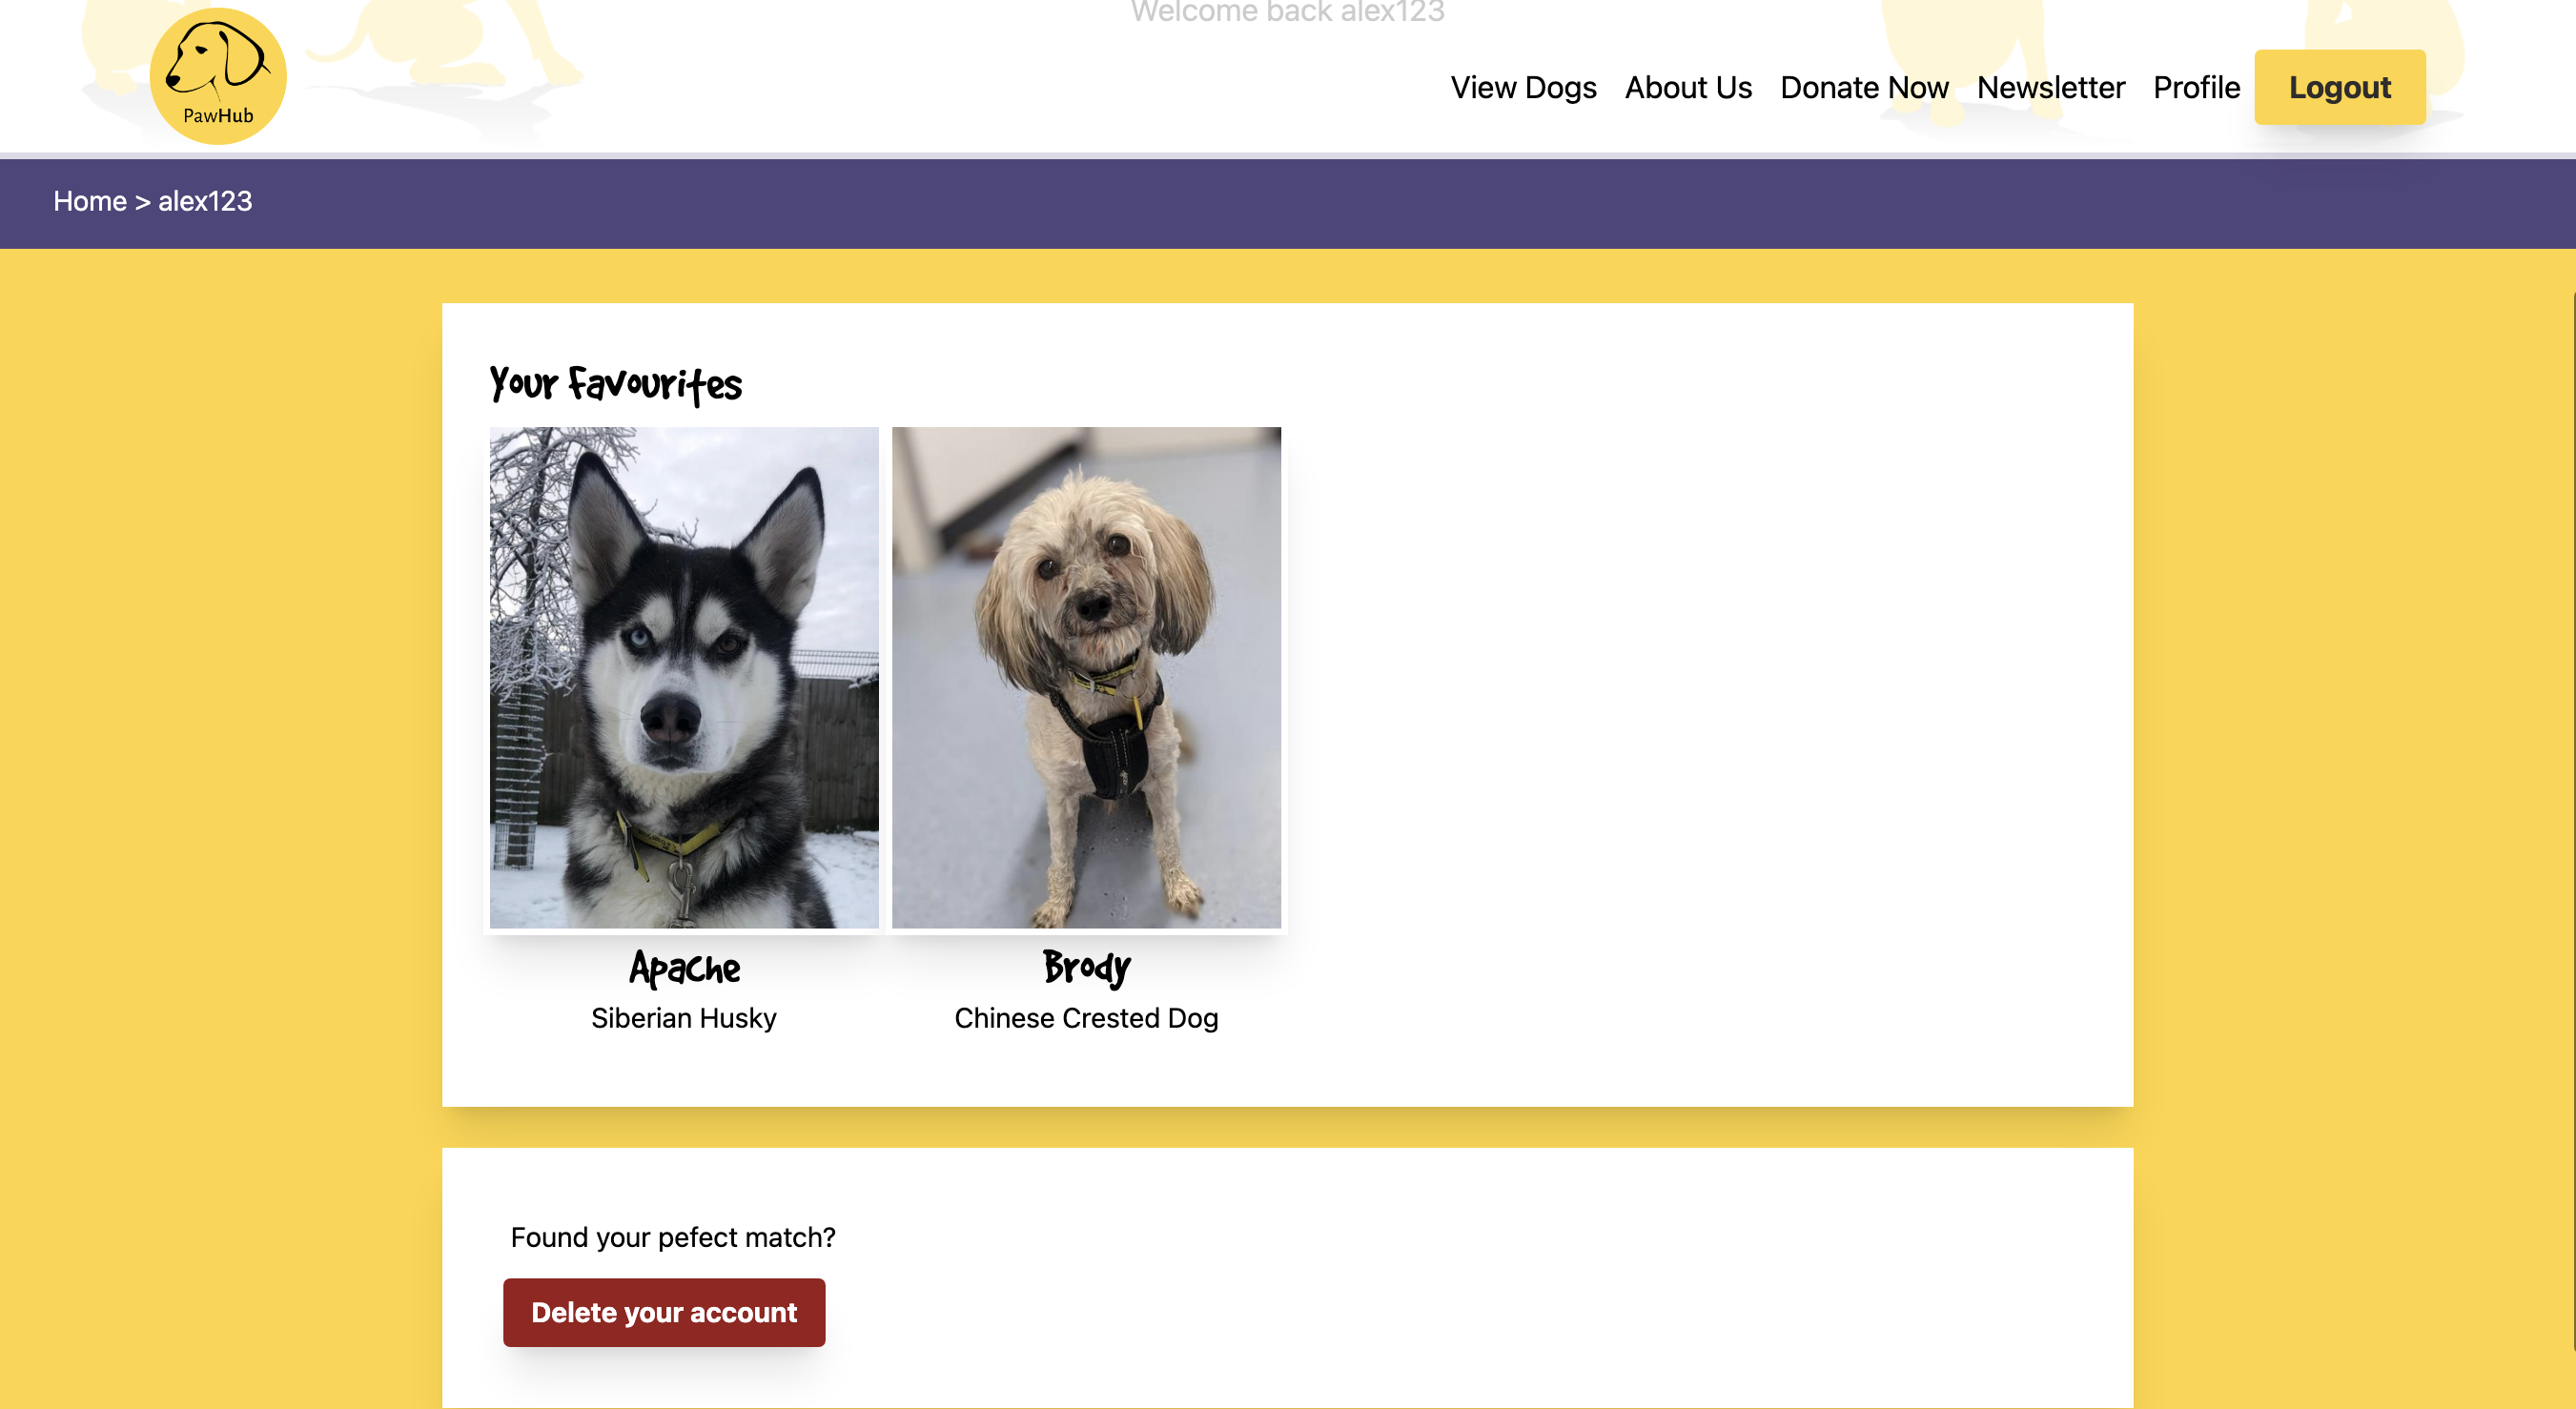 Welcome back alex123
PawHub
View Dogs About Us Donate Now Newsletter Profile Logout
Home > alex123
Your Favourites
Apache Brody
Siberian Husky Chinese Crested Dog
Found your pefect match?
Delete your account